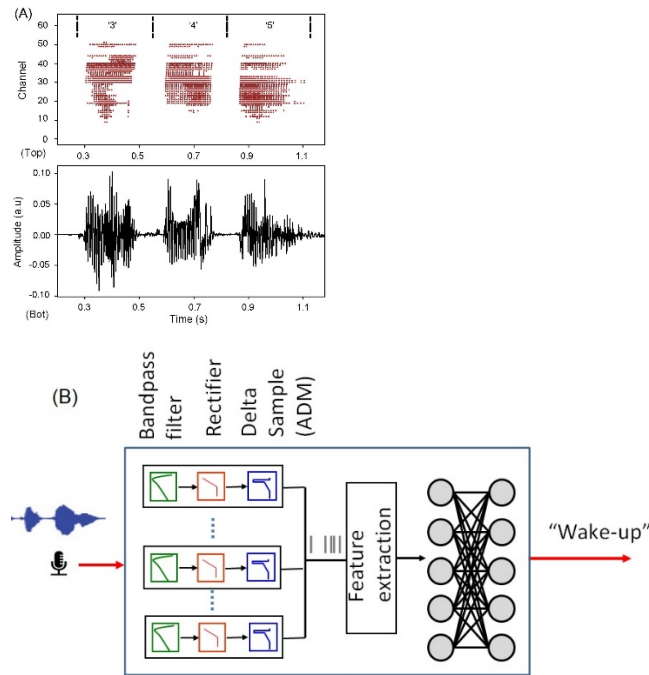 (A)
'3' '4' '5'
60
50
40
30
20
10
0
Channel
(Top)
0.3 0.5 0.7 0.9 1.1
0.10
0.05
0.00
-0.05
-0.10
Amplitude (a.u)
(Bot)
0.3 0.5 0.7 0.9 1.1
Time (s)
(B)
Bandpass
filter
Rectifier
Delta
Sample
(ADM)
Feature
extraction
"Wake-up"